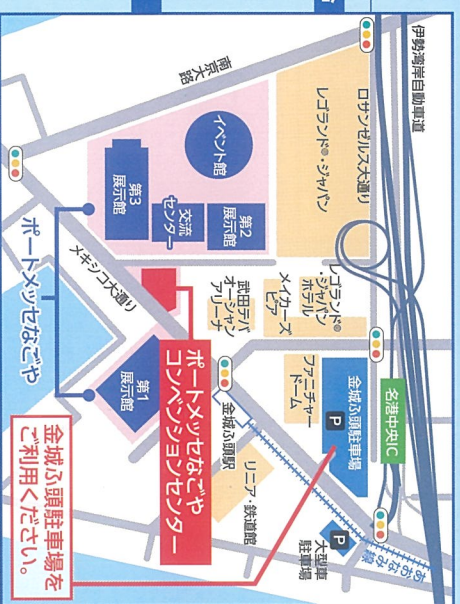 伊勢湾岸自動車道
ロサンゼルス大通り
レゴランド®・ジャパン
南京大路
イベント館
第2
展示館
交流
センター
第3
展示館
メキシコ大通り
ポートメッセなごや
レゴランド®
・ジャパン
ホテル
メイカーズ
ピア
武田テバ
オーシャン
アリーナ
ポートメッセなごや
コンベンションセンター
第1
展示館
名港中央IC
金城ふ頭駐車場
P
ファニチャー
ドーム
金城ふ頭駅
リニア・鉄道館
P
大型車
駐車場
あおなみ線
金城ふ頭駐車場を
ご利用ください。